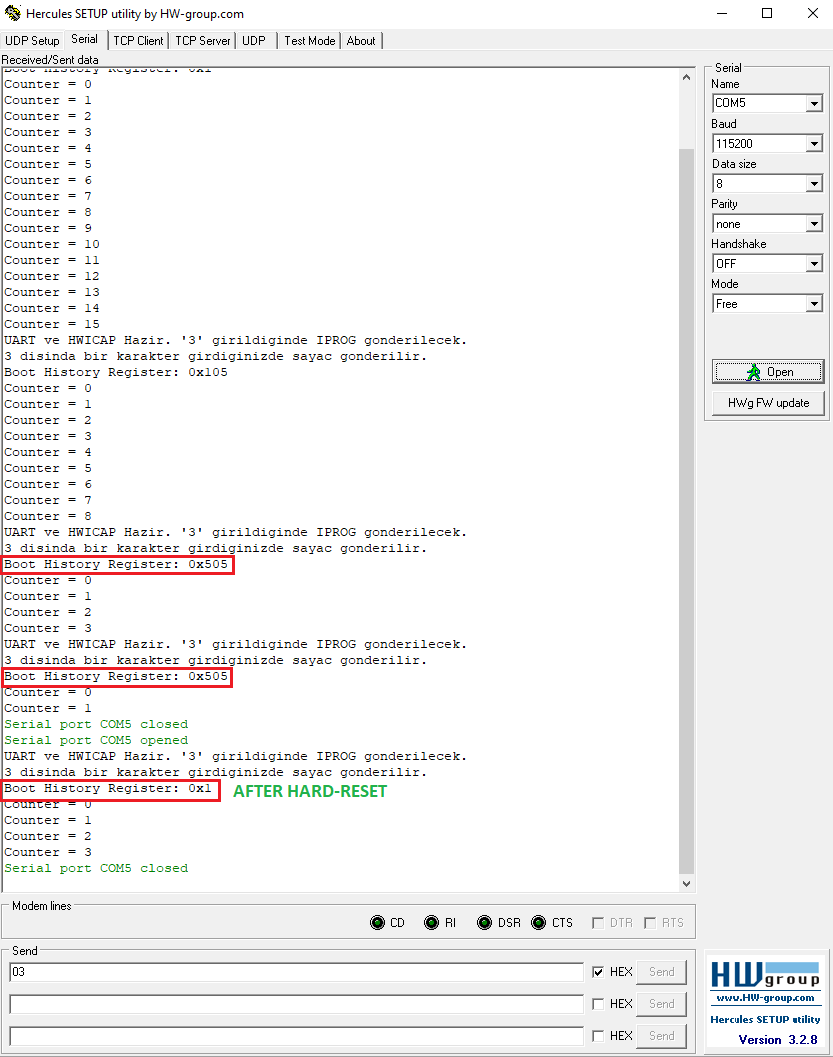 Hercules SETUP utility by HW-group.com
UDP Setup Serial TCP Client TCP Server UDP Test Mode About
Received/Sent data
Boot History Register: 0x1
Counter = 0
Counter = 1
Counter = 2
Counter = 3
Counter = 4
Counter = 5
Counter = 6
Counter = 7
Counter = 8
Counter = 9
Counter = 10
Counter = 11
Counter = 12
Counter = 13
Counter = 14
Counter = 15
UART ve HWICAP Hazir. '3' girildiginde IPROG gonderilecek.
3 disinda bir karakter girdiginizde sayac gonderilir.
Boot History Register: 0x105
Counter = 0
Counter = 1
Counter = 2
Counter = 3
Counter = 4
Counter = 5
Counter = 6
Counter = 7
Counter = 8
UART ve HWICAP Hazir. '3' girildiginde IPROG gonderilecek.
3 disinda bir karakter girdiginizde sayac gonderilir.
Boot History Register: 0x505
Counter = 0
Counter = 1
Counter = 2
Counter = 3
UART ve HWICAP Hazir. '3' girildiginde IPROG gonderilecek.
3 disinda bir karakter girdiginizde sayac gonderilir.
Boot History Register: 0x505
Counter = 0
Counter = 1
Serial port COM5 closed
Serial port COM5 opened
UART ve HWICAP Hazir. '3' girildiginde IPROG gonderilecek.
3 disinda bir karakter girdiginizde sayac gonderilir.
Boot History Register: 0x1 AFTER HARD-RESET
Counter = 0
Counter = 1
Counter = 2
Counter = 3
Serial port COM5 closed
Serial
Name
COM5
Baud
115200
Data size
8
Parity
none
Handshake
OFF
Mode
Free
Open
HWg FW update
Modem lines
CD RI DSR CTS DTR RTS
Send
03 HEX Send
HEX Send
HEX Send
HW group
www.HW-group.com
Hercules SETUP utility
Version 3.2.8